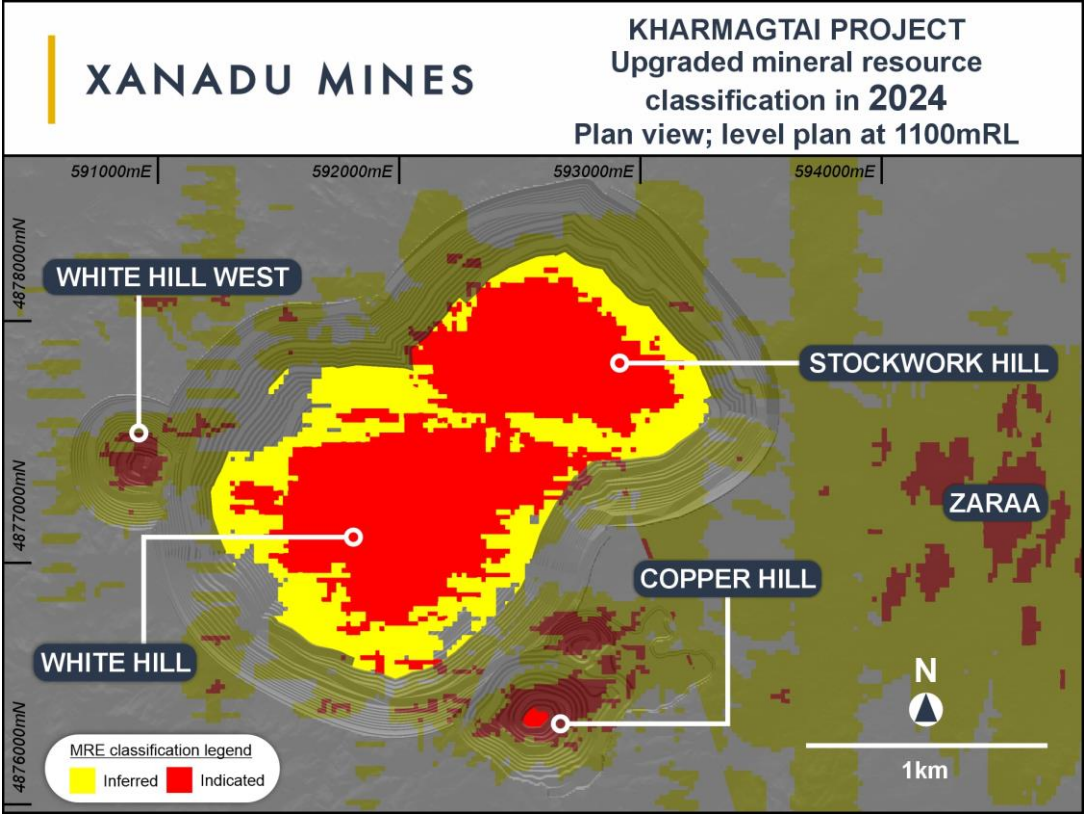 XANADU MINES
KHARMAGTAI PROJECT
Upgraded mineral resource
classification in 2024
Plan view; level plan at 1100mRL
591000mE
592000mE
593000mE
594000mE
4878000mN
WHITE HILL WEST
STOCKWORK HILL
4877000mN
ZARAA
COPPER HILL
WHITE HILL
N
4876000mN
MRE classification legend
Inferred
Indicated
1km